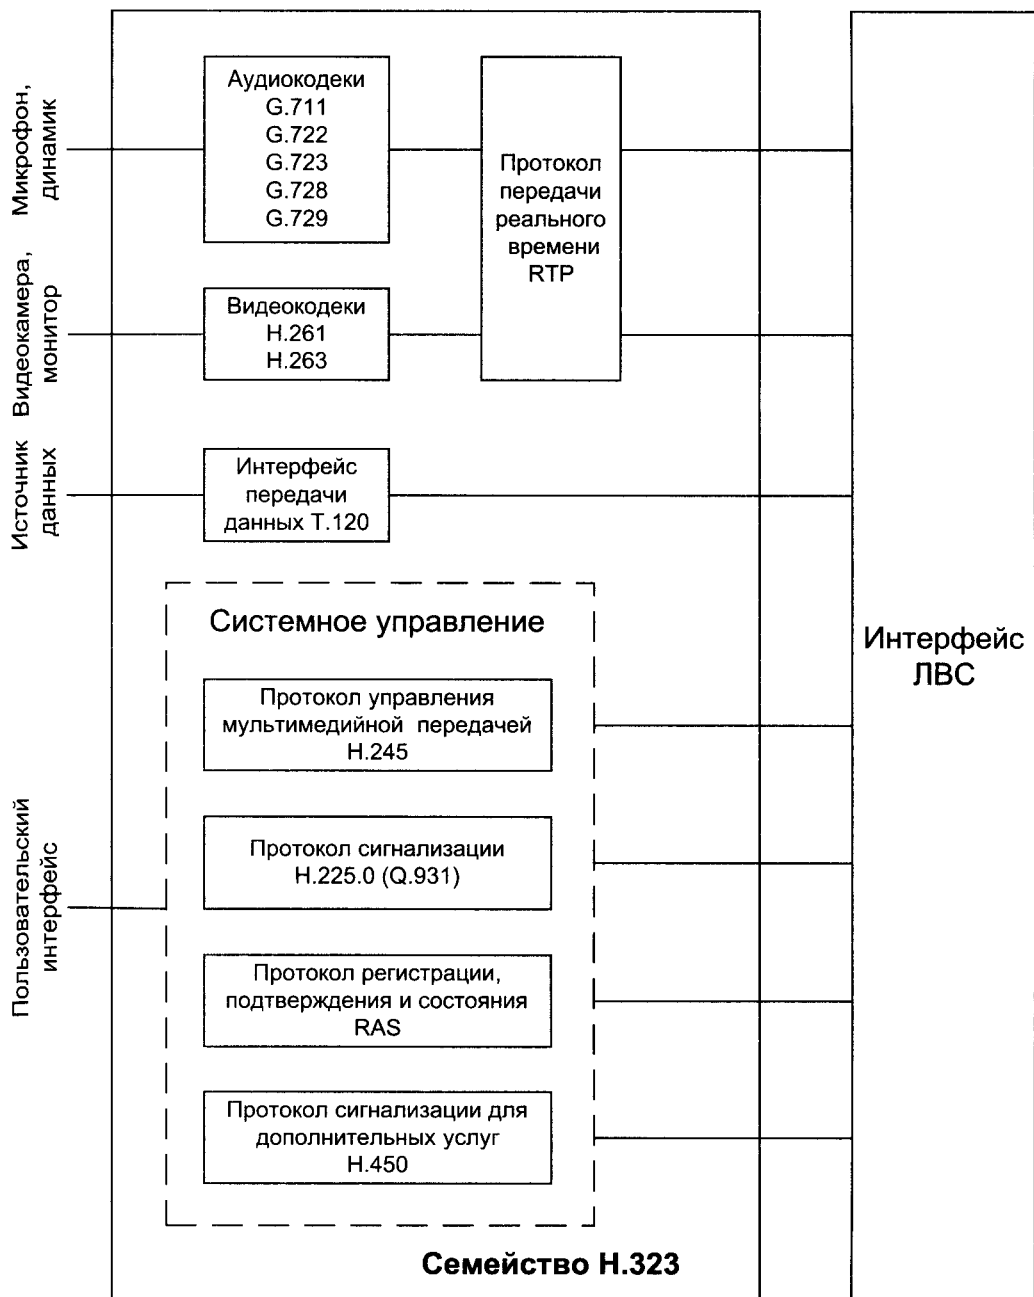 Микрофон,
динамик
Аудиокодеки
G.711
G.722
G.723
G.728
G.729
Протокол
передачи
реального
времени
RTP
Видеокамера,
монитор
Видеокодеки
H.261
H.263
Источник
данных
Интерфейс
передачи
данных T.120
Системное управление
Протокол управления
мультимедийной передачей
H.245
Протокол сигнализации
H.225.0 (Q.931)
Протокол регистрации,
подтверждения и состояния
RAS
Протокол сигнализации для
дополнительных услуг
H.450
Пользовательский
интерфейс
Интерфейс
ЛВС
Семейство H.323